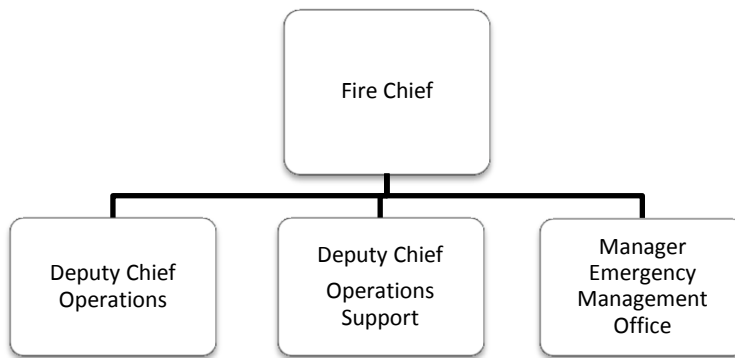 Fire Chief
Deputy Chief
Operations
Deputy Chief
Operations
Support
Manager
Emergency
Management
Office